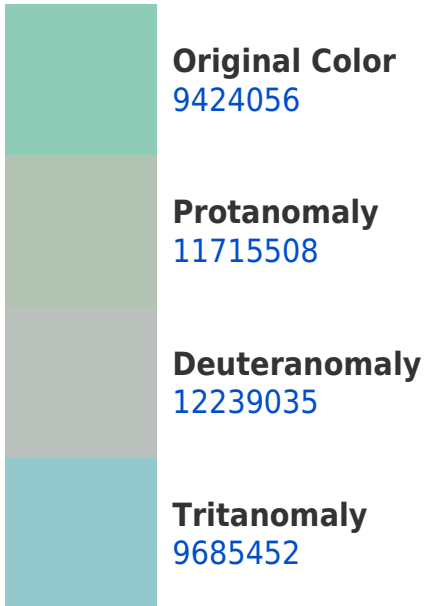 Original Color
9424056
Protanomaly
11715508
Deuteranomaly
12239035
Tritanomaly
9685452